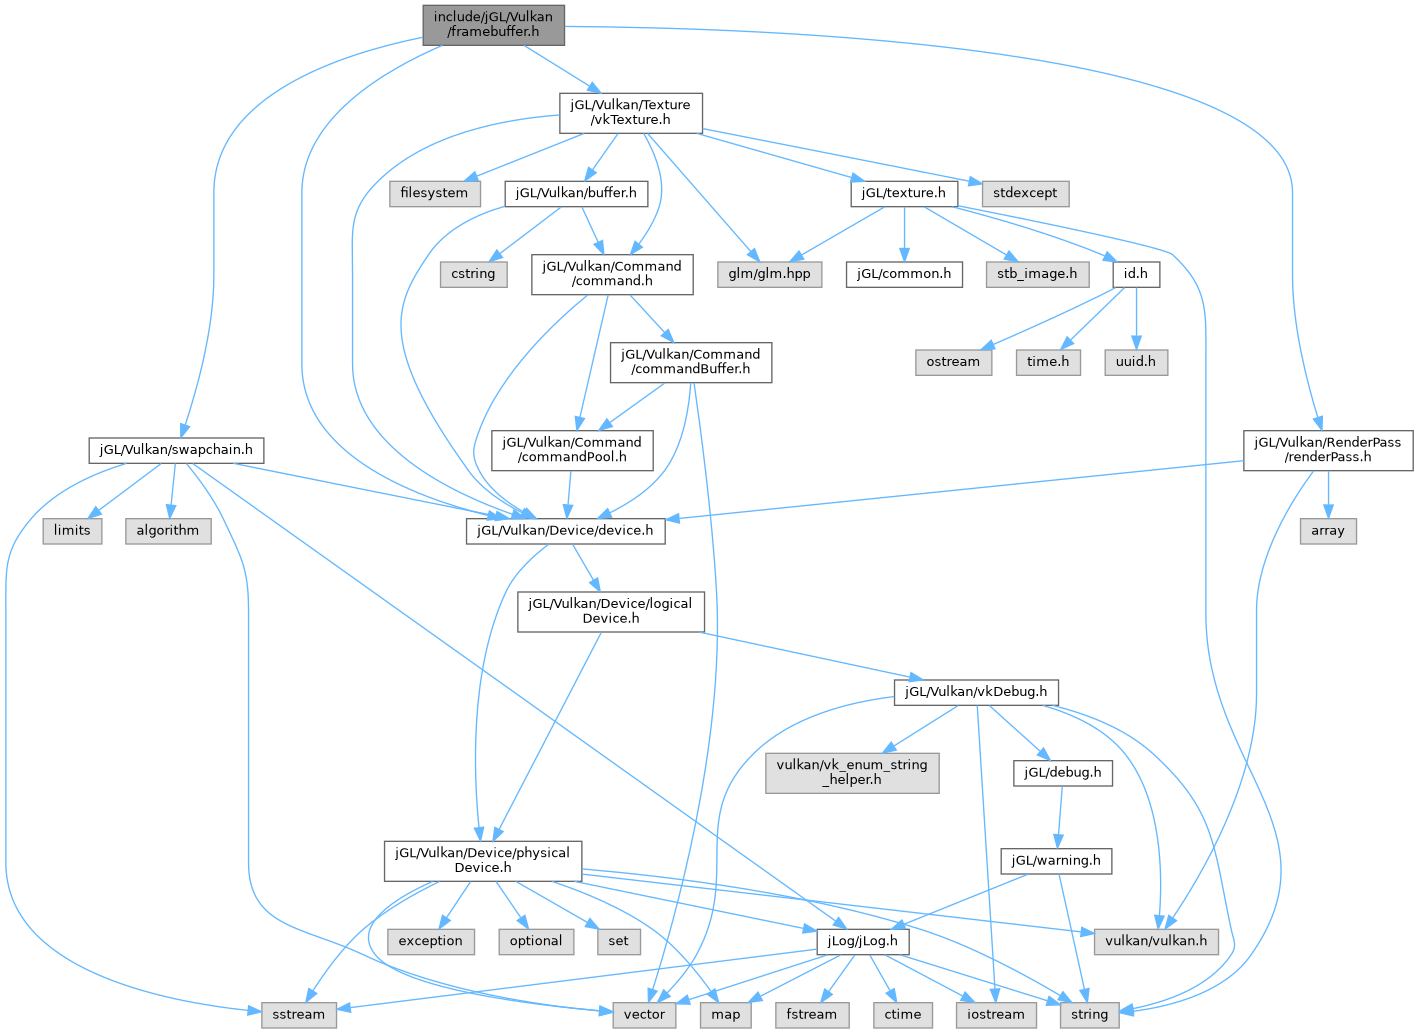 include/jGL/Vulkan
/framebuffer.h
jGL/Vulkan/Texture
/vkTexture.h
filesystem
jGL/Vulkan/buffer.h
jGL/texture.h
stdexcept
cstring
jGL/Vulkan/Command
/command.h
glm/glm.hpp
jGL/common.h
stb_image.h
id.h
jGL/Vulkan/Command
/commandBuffer.h
ostream
time.h
uuid.h
jGL/Vulkan/swapchain.h
jGL/Vulkan/Command
/commandPool.h
jGL/Vulkan/RenderPass
/renderPass.h
limits
algorithm
jGL/Vulkan/Device/device.h
array
jGL/Vulkan/Device/logical
Device.h
jGL/Vulkan/vkDebug.h
vulkan/vk_enum_string
_helper.h
jGL/debug.h
jGL/Vulkan/Device/physical
Device.h
jGL/warning.h
exception
optional
set
jLog/jLog.h
vulkan/vulkan.h
sstream
vector
map
fstream
ctime
iostream
string